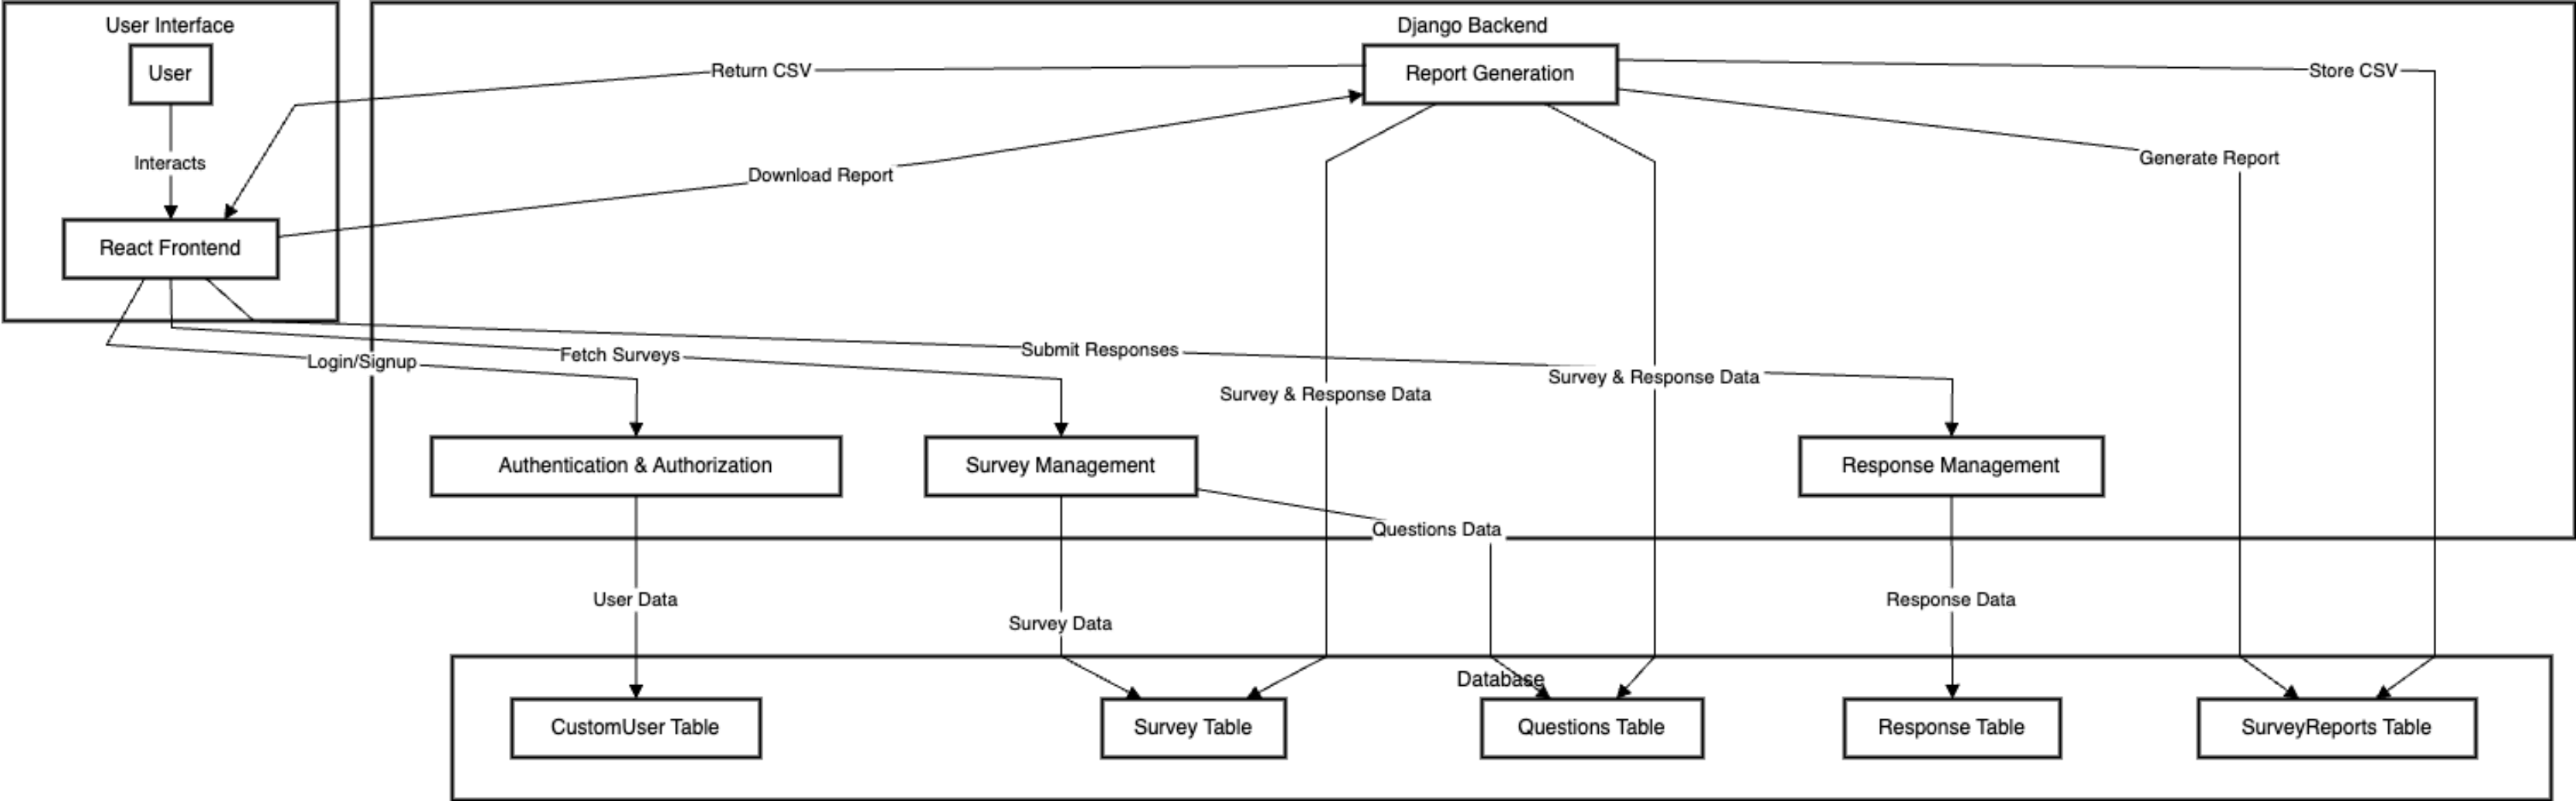 User Interface
Django Backend
User
Report Generation
Return CSV
Store CSV
Interacts
Download Report
Generate Report
React Frontend
Login/Signup
Fetch Surveys
Submit Responses
Survey & Response Data
Survey & Response Data
Authentication & Authorization
Survey Management
Response Management
Questions Data
User Data
Survey Data
Response Data
Database
CustomUser Table
Survey Table
Questions Table
Response Table
SurveyReports Table